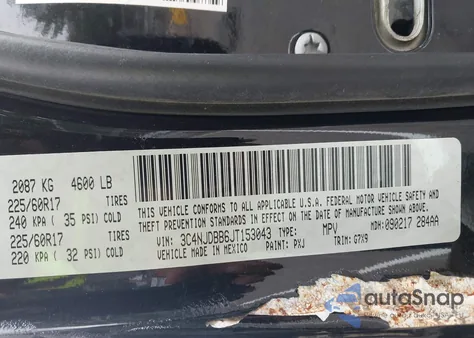 2087 KG 4600 LB
225/60R17 TIRES
240 KPA ( 35 PSI) COLD
225/60R17 TIRES
220 KPA ( 32 PSI) COLD
THIS VEHICLE CONFORMS TO ALL APPLICABLE U.S.A. FEDERAL MOTOR VEHICLE SAFETY,
BUMPER AND THEFT PREVENTION STANDARDS IN EFFECT ON THE DATE OF MANUFACTURE SHOWN ABOVE.
VIN: 3C4NJDBB6JT153043 TYPE: MPV MDH: 090217 284AA
VEHICLE MADE IN MEXICO PAINT: PXJ TRIM: G7X9
autoSnap